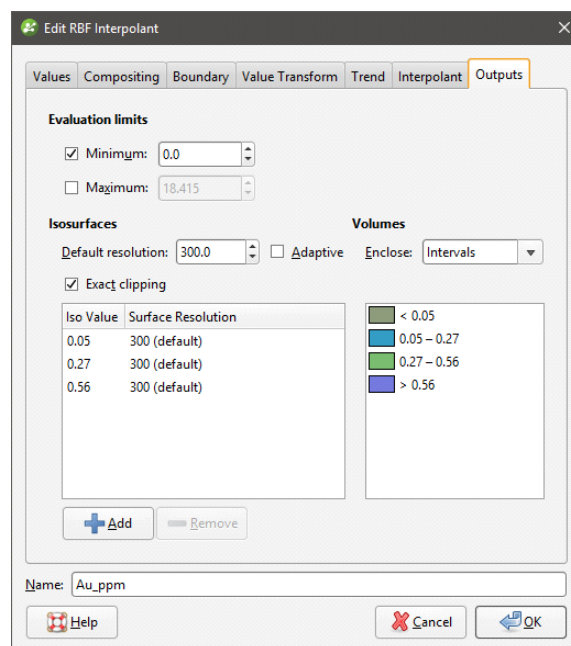 Edit RBF Interpolant
Values Compositing Boundary Value Transform Trend Interpolant Outputs
Evaluation limits
Minimum: 0.0
Maximum: 18.415
Isosurfaces Volumes
Default resolution: 300.0 Adaptive Enclose: Intervals
Exact clipping
Iso Value Surface Resolution
< 0.05
0.05 300 (default)
0.05 – 0.27
0.27 300 (default)
0.27 – 0.56
0.56 300 (default)
> 0.56
Add Remove
Name: Au_ppm
Help Cancel OK